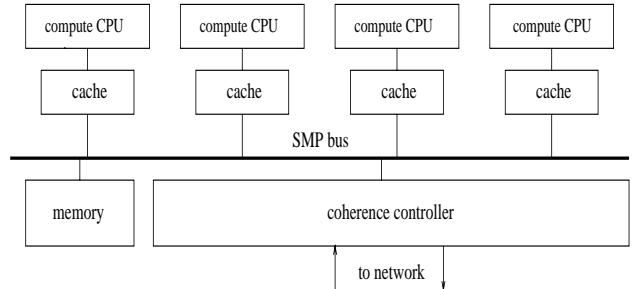 compute CPU compute CPU compute CPU compute CPU
cache cache cache cache
SMP bus
memory coherence controller
to network